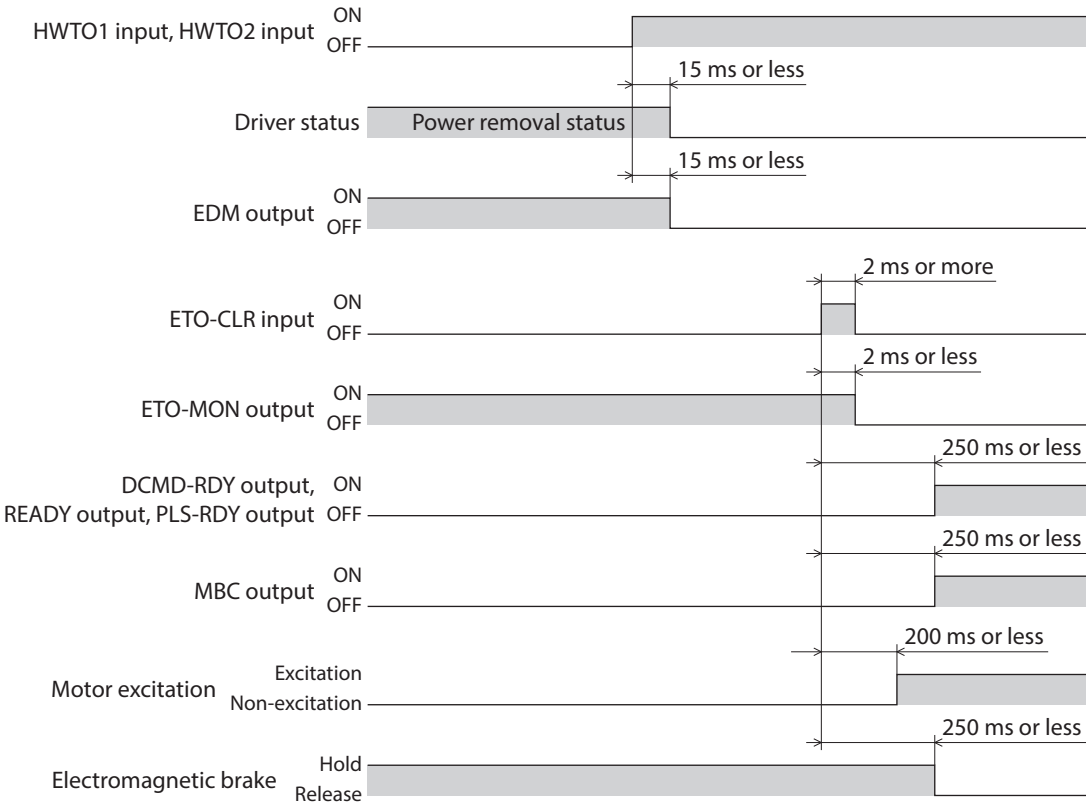 HWTO1 input, HWTO2 input
ON
OFF
15 ms or less
Driver status
Power removal status
15 ms or less
EDM output
ON
OFF
2 ms or more
ETO-CLR input
ON
OFF
2 ms or less
ETO-MON output
ON
OFF
250 ms or less
DCMD-RDY output,
READY output, PLS-RDY output
ON
OFF
250 ms or less
MBC output
ON
OFF
200 ms or less
Motor excitation
Excitation
Non-excitation
250 ms or less
Electromagnetic brake
Hold
Release